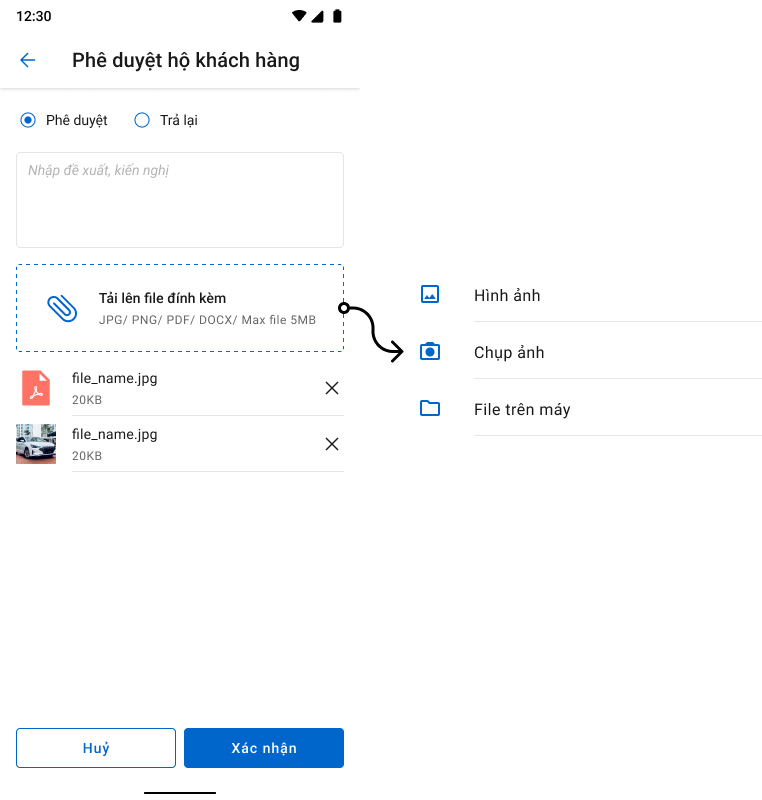 12:30
Phê duyệt hộ khách hàng
Phê duyệt
Trả lại
Nhập đề xuất, kiến nghị
Tải lên file đính kèm
JPG/ PNG/ PDF/ DOCX/ Max file 5MB
file_name.jpg
20KB
file_name.jpg
20KB
Huỷ
Xác nhận
Hình ảnh
Chụp ảnh
File trên máy